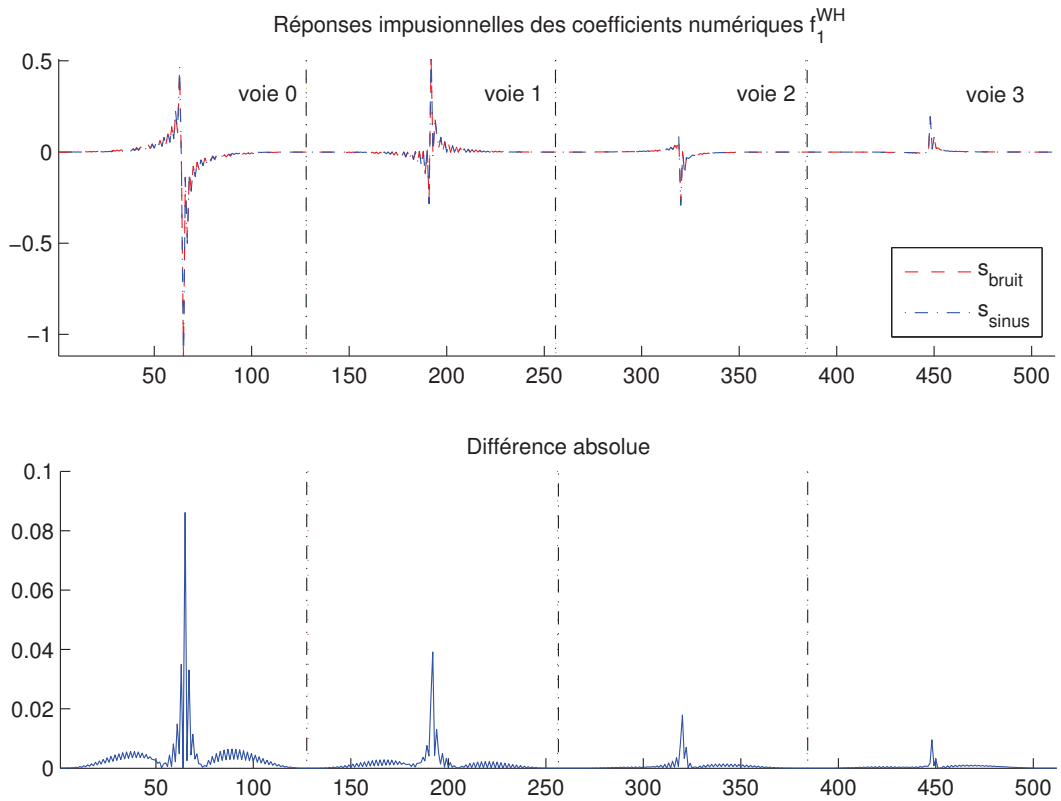 Réponses impusionnelles des coefficients numériques f_1^WH
0.5
0
−0.5
−1
voie 0
voie 1
voie 2
voie 3
s_bruit
s_sinus
50 100 150 200 250 300 350 400 450 500
Différence absolue
0.1
0.08
0.06
0.04
0.02
0
50 100 150 200 250 300 350 400 450 500